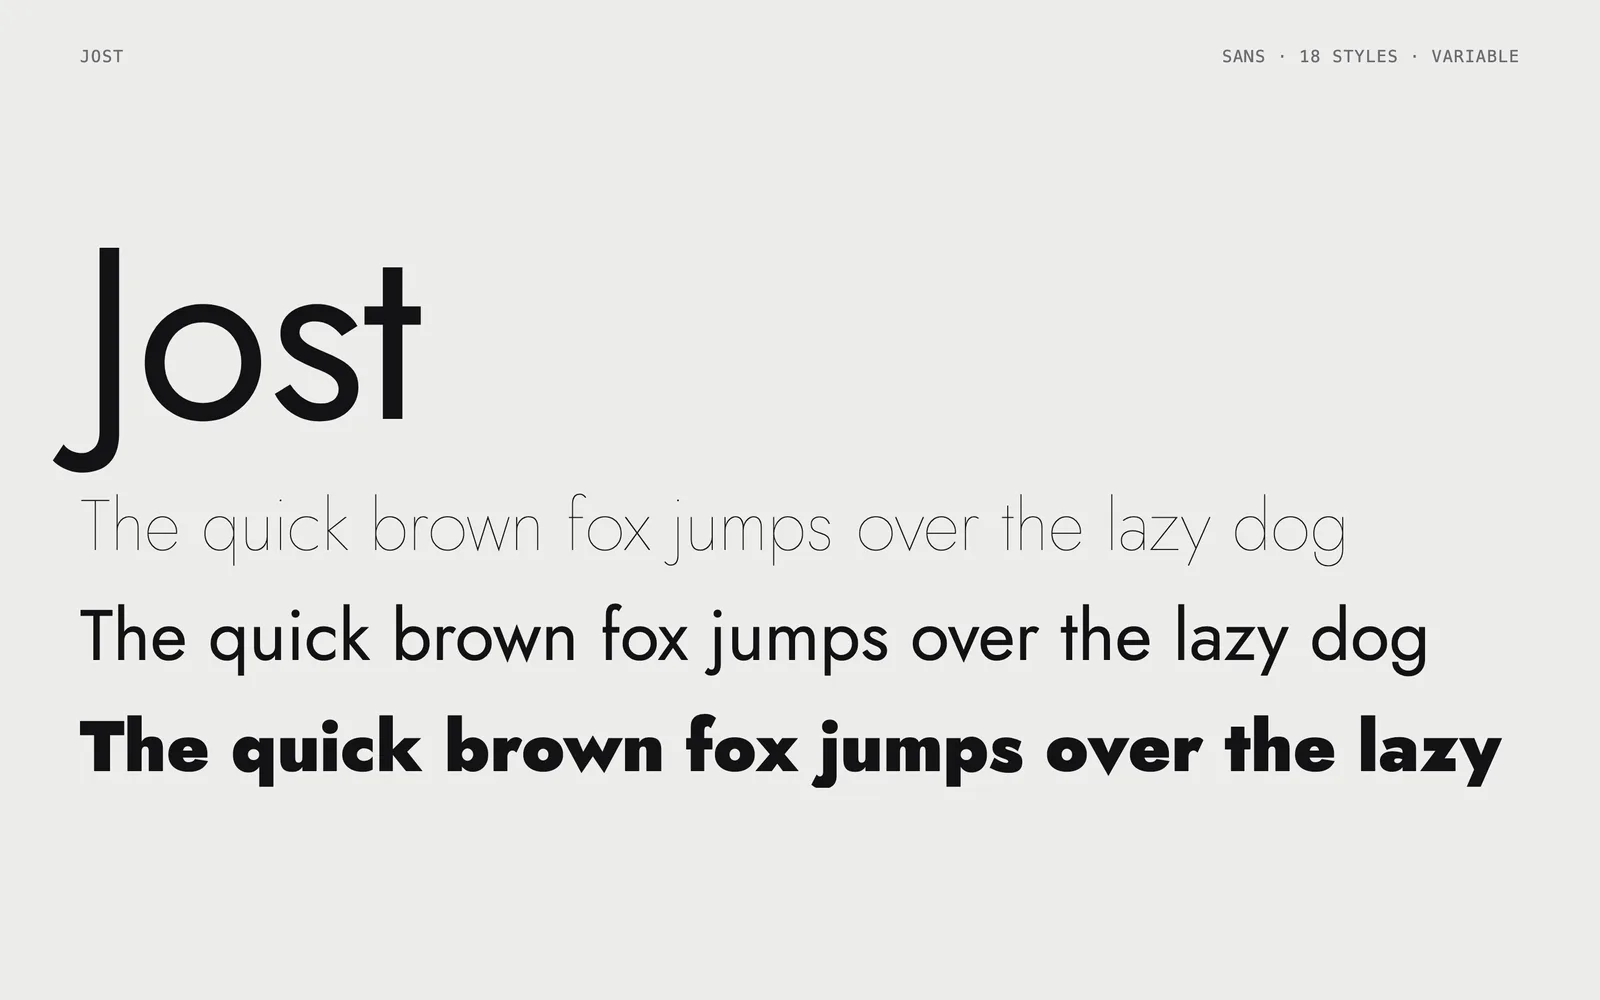 JOST
SANS · 18 STYLES · VARIABLE
Jost
The quick brown fox jumps over the lazy dog
The quick brown fox jumps over the lazy dog
The quick brown fox jumps over the lazy